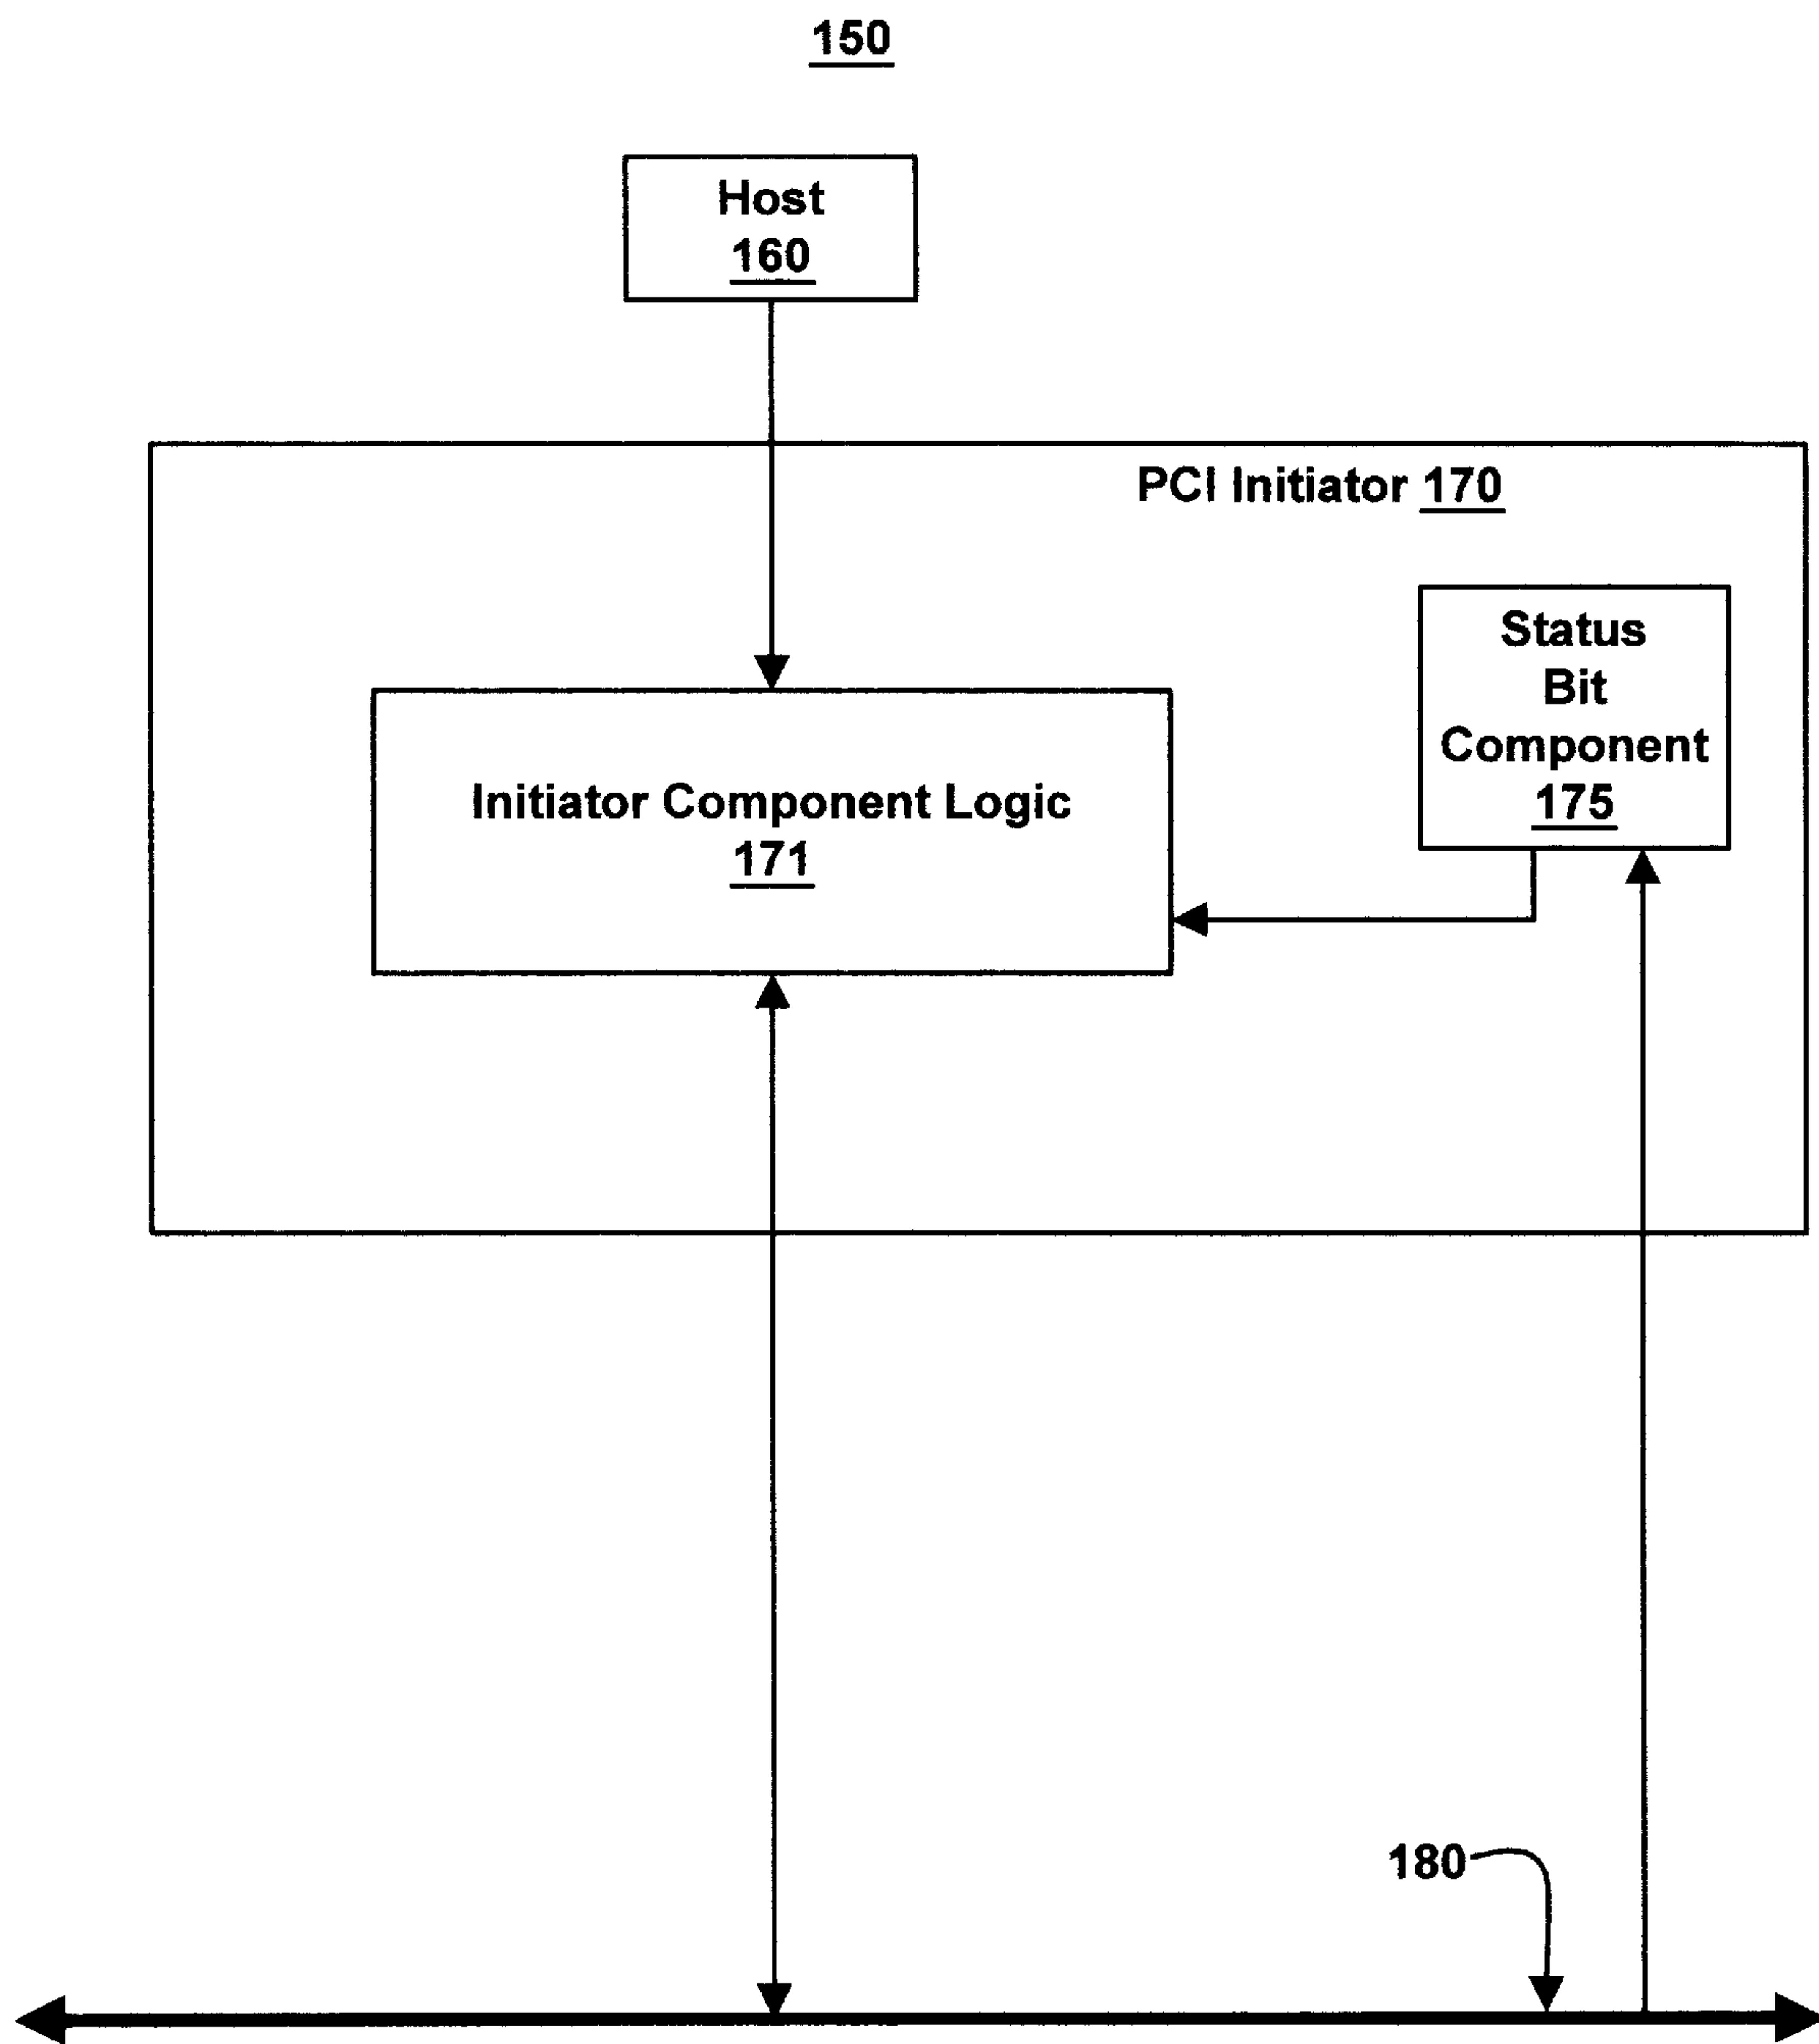 150
Host
160
PCI Initiator 170
Status
Bit
Component
175
Initiator Component Logic
171
180